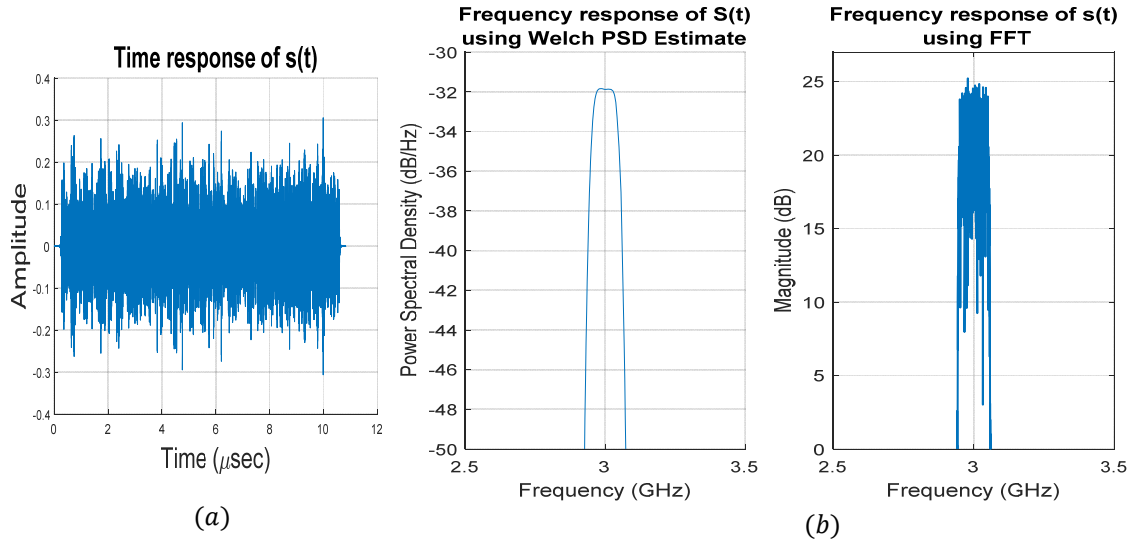 Time response of s(t)
Amplitude
0.4
0.3
0.2
0.1
0
-0.1
-0.2
-0.3
-0.4
0 2 4 6 8 10 12
Time (μsec)
(a)
Frequency response of S(t)
using Welch PSD Estimate
Power Spectral Density (dB/Hz)
-30
-32
-34
-36
-38
-40
-42
-44
-46
-48
-50
2.5 3 3.5
Frequency (GHz)
Frequency response of s(t)
using FFT
Magnitude (dB)
25
20
15
10
5
0
2.5 3 3.5
Frequency (GHz)
(b)